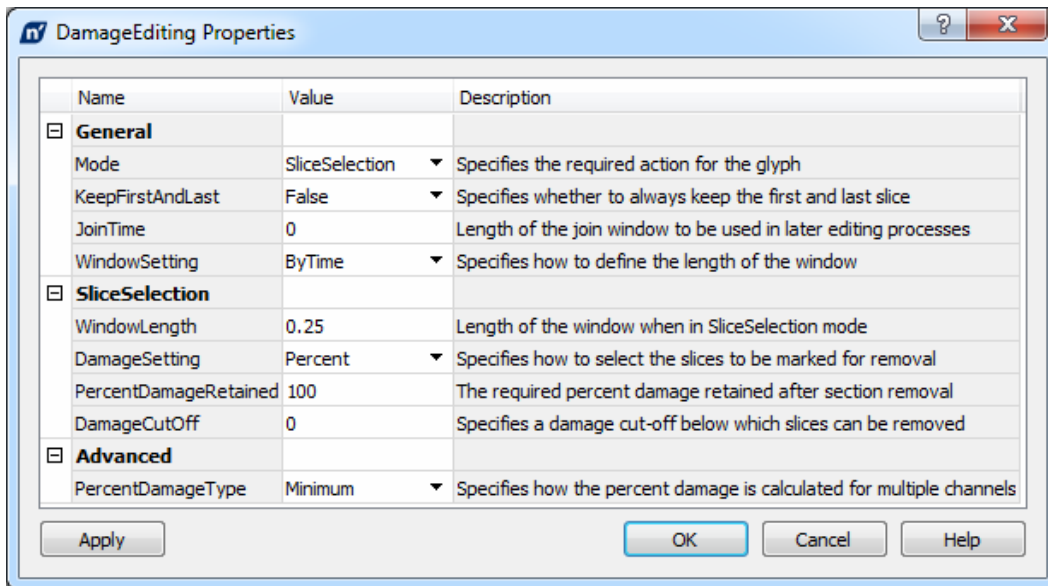 DamageEditing Properties
Name Value Description
General
Mode SliceSelection Specifies the required action for the glyph
KeepFirstAndLast False Specifies whether to always keep the first and last slice
JoinTime 0 Length of the join window to be used in later editing processes
WindowSetting ByTime Specifies how to define the length of the window
SliceSelection
WindowLength 0.25 Length of the window when in SliceSelection mode
DamageSetting Percent Specifies how to select the slices to be marked for removal
PercentDamageRetained 100 The required percent damage retained after section removal
DamageCutOff 0 Specifies a damage cut-off below which slices can be removed
Advanced
PercentDamageType Minimum Specifies how the percent damage is calculated for multiple channels
Apply OK Cancel Help